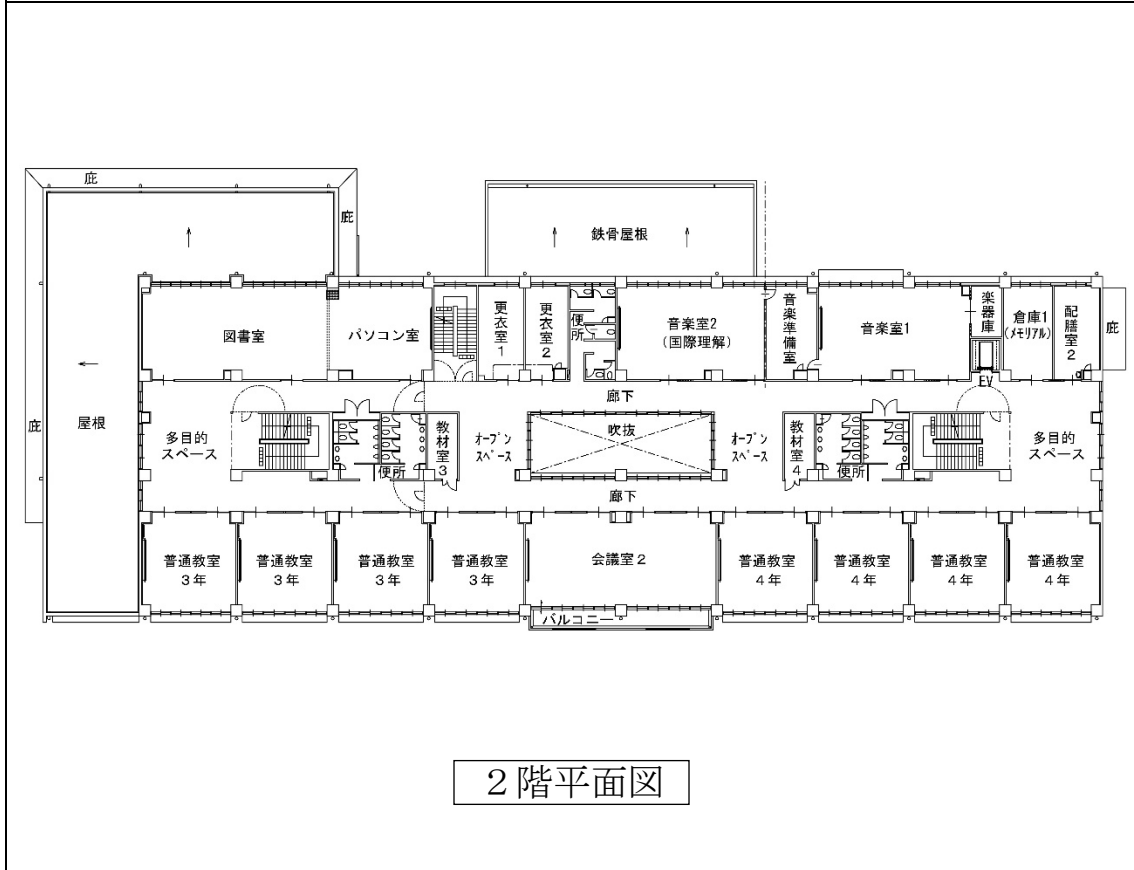 庇
庇
鉄骨屋根
図書室
パソコン室
更衣室1
更衣室2
便所
音楽室2
(国際理解)
音楽準備室
音楽室1
楽器庫
EV
倉庫1
(メモリアル)
配膳室2
庇
庇
屋根
廊下
多目的
スペース
便所
教材室3
オープン
スペース
吹抜
オープン
スペース
教材室4
便所
多目的
スペース
廊下
普通教室
3年
普通教室
3年
普通教室
3年
普通教室
3年
会議室2
普通教室
4年
普通教室
4年
普通教室
4年
普通教室
4年
バルコニー
2階平面図